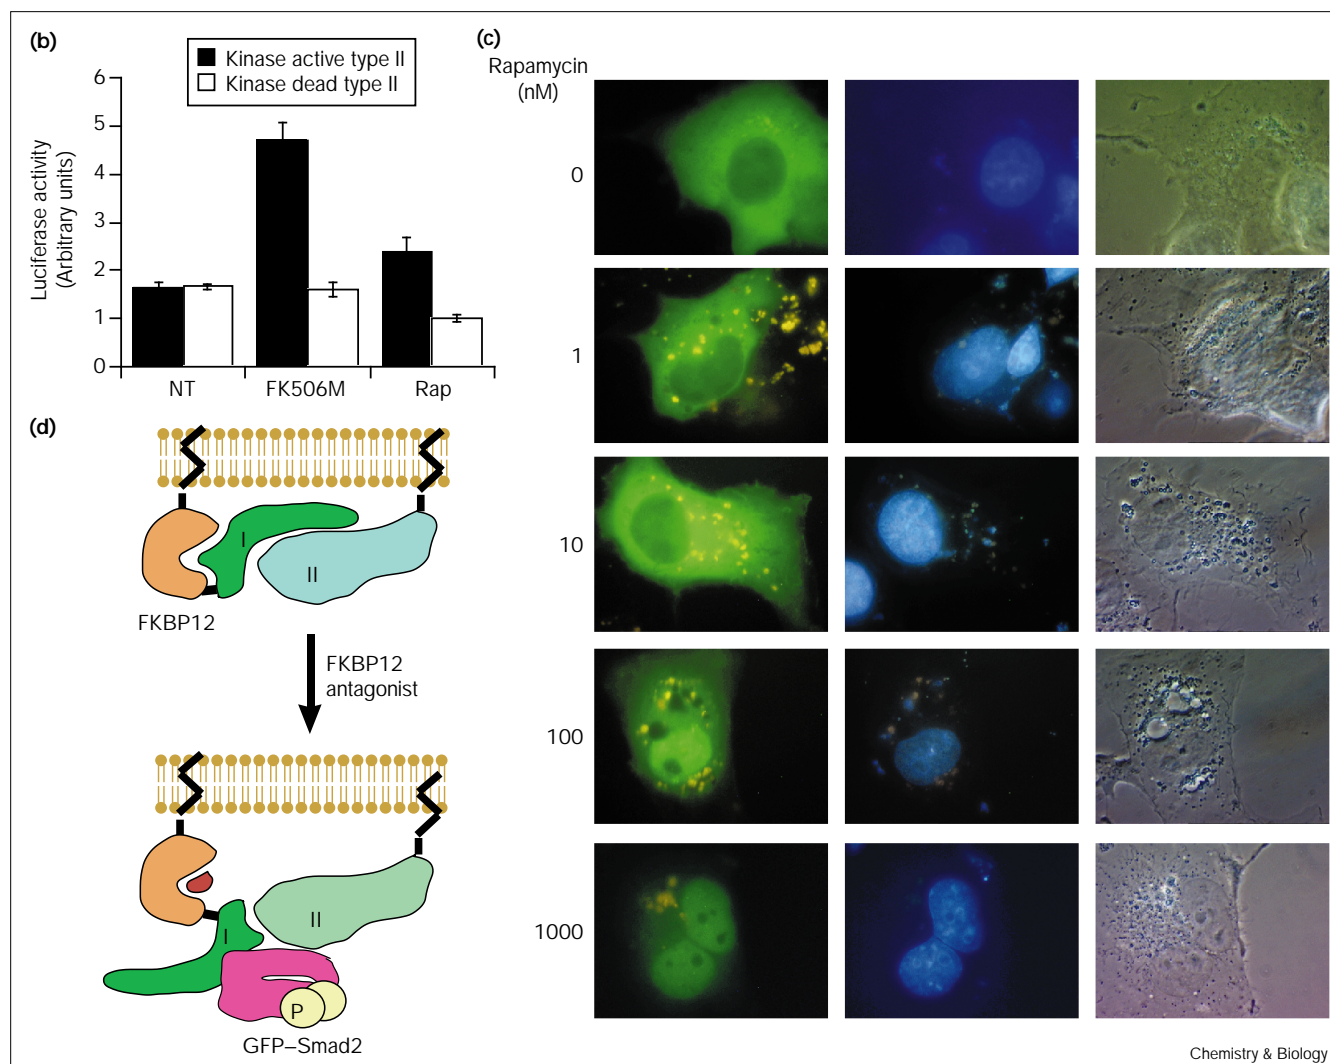 (b)
Kinase active type II
Kinase dead type II
Luciferase activity
(Arbitrary units)
6
5
4
3
2
1
0
NT
FK506M
Rap
(c)
Rapamycin
(nM)
0
1
10
100
1000
(d)
I
II
FKBP12
FKBP12
antagonist
I
II
P
GFP–Smad2
Chemistry & Biology